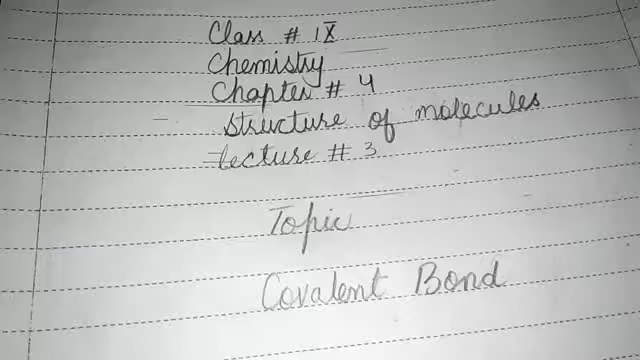 Class # IX
Chemistry
Chapter # 4
Structure of molecules
Lecture # 3
Topic
Covalent Bond